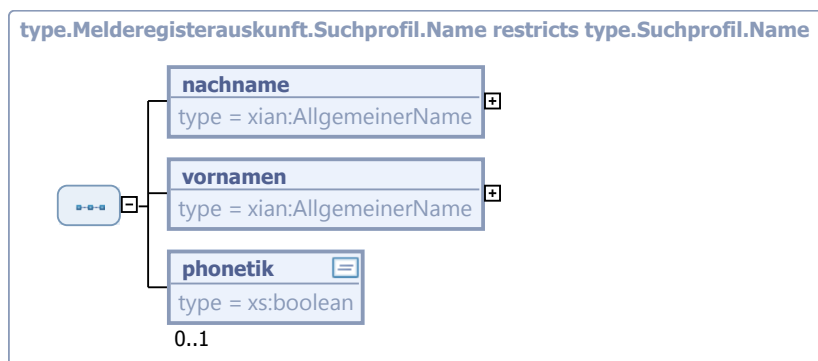 type.Melderegisterauskunft.Suchprofil.Name restricts type.Suchprofil.Name
nachname
type = xian:AllgemeinerName
vornamen
type = xian:AllgemeinerName
phonetik
type = xs:boolean
0..1